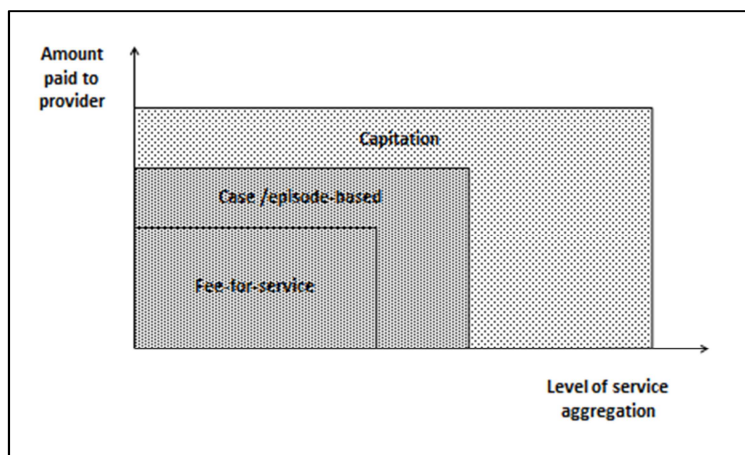 Amount
paid to
provider
Capitation
Case /episode-based
Fee-for-service
Level of service
aggregation